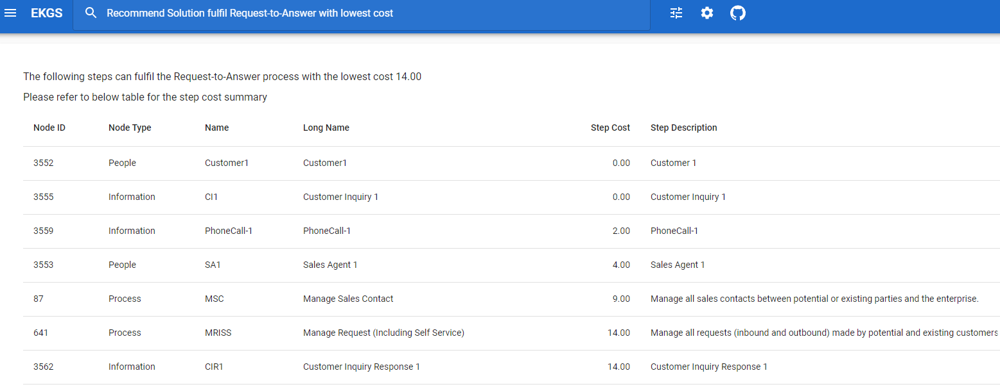 EKGS Recommend Solution fulfil Request-to-Answer with lowest cost
The following steps can fulfil the Request-to-Answer process with the lowest cost 14.00
Please refer to below table for the step cost summary
Node ID Node Type Name Long Name Step Cost Step Description
3552 People Customer1 Customer1 0.00 Customer 1
3555 Information CI1 Customer Inquiry 1 0.00 Customer Inquiry 1
3559 Information PhoneCall-1 PhoneCall-1 2.00 PhoneCall-1
3553 People SA1 Sales Agent 1 4.00 Sales Agent 1
87 Process MSC Manage Sales Contact 9.00 Manage all sales contacts between potential or existing parties and the enterprise.
641 Process MRISS Manage Request (Including Self Service) 14.00 Manage all requests (inbound and outbound) made by potential and existing customers
3562 Information CIR1 Customer Inquiry Response 1 14.00 Customer Inquiry Response 1